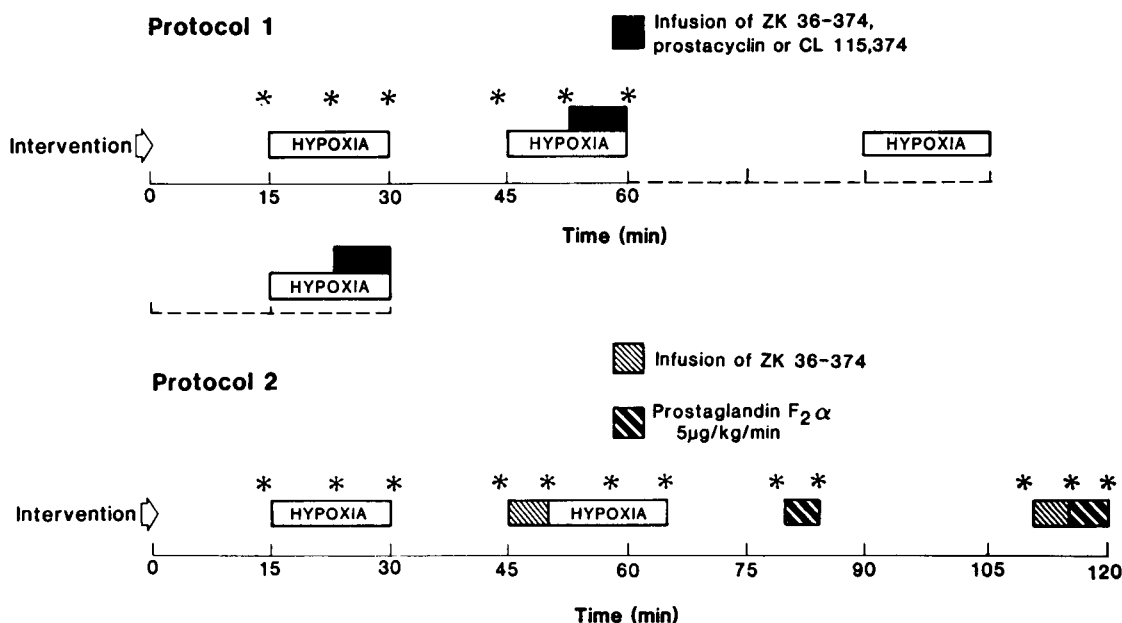 Protocol 1
Infusion of ZK 36-374,
prostacyclin or CL 115,374
* * * * * *
Intervention
HYPOXIA HYPOXIA HYPOXIA
0 15 30 45 60
Time (min)
HYPOXIA
Protocol 2
Infusion of ZK 36-374
Prostaglandin F₂α
5µg/kg/min
* * * * * * * * * * * *
Intervention
HYPOXIA HYPOXIA
0 15 30 45 60 75 90 105 120
Time (min)